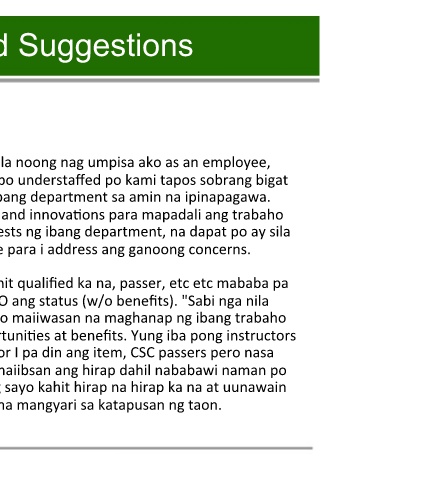 d Suggestions
la noong nag umpisa ako as an employee,
po understaffed po kami tapos sobrang bigat
bang department sa amin na ipinapagawa.
and innovations para mapadali ang trabaho
ests ng ibang department, na dapat po ay sila
e para i address ang ganoong concerns.
hit qualified ka na, passer, etc etc mababa pa
O ang status (w/o benefits). "Sabi nga nila
o maiiwasan na maghanap ng ibang trabaho
rtunities at benefits. Yung iba pong instructors
or I pa din ang item, CSC passers pero nasa
naiibsan ang hirap dahil nababawi naman po
g sayo kahit hirap na hirap ka na at uunawain
na mangyari sa katapusan ng taon.